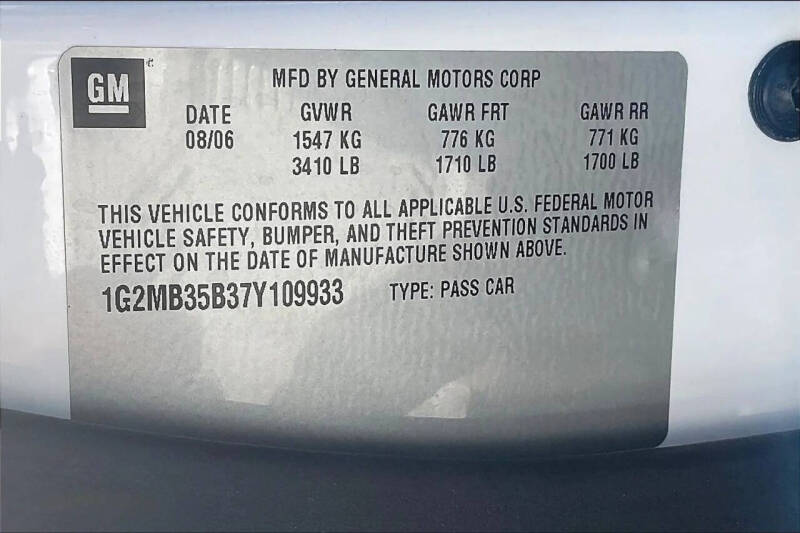 GM
MFD BY GENERAL MOTORS CORP
DATE GVWR GAWR FRT GAWR RR
08/06 1547 KG 776 KG 771 KG
3410 LB 1710 LB 1700 LB
THIS VEHICLE CONFORMS TO ALL APPLICABLE U.S. FEDERAL MOTOR
VEHICLE SAFETY, BUMPER, AND THEFT PREVENTION STANDARDS IN
EFFECT ON THE DATE OF MANUFACTURE SHOWN ABOVE.
1G2MB35B37Y109933 TYPE: PASS CAR